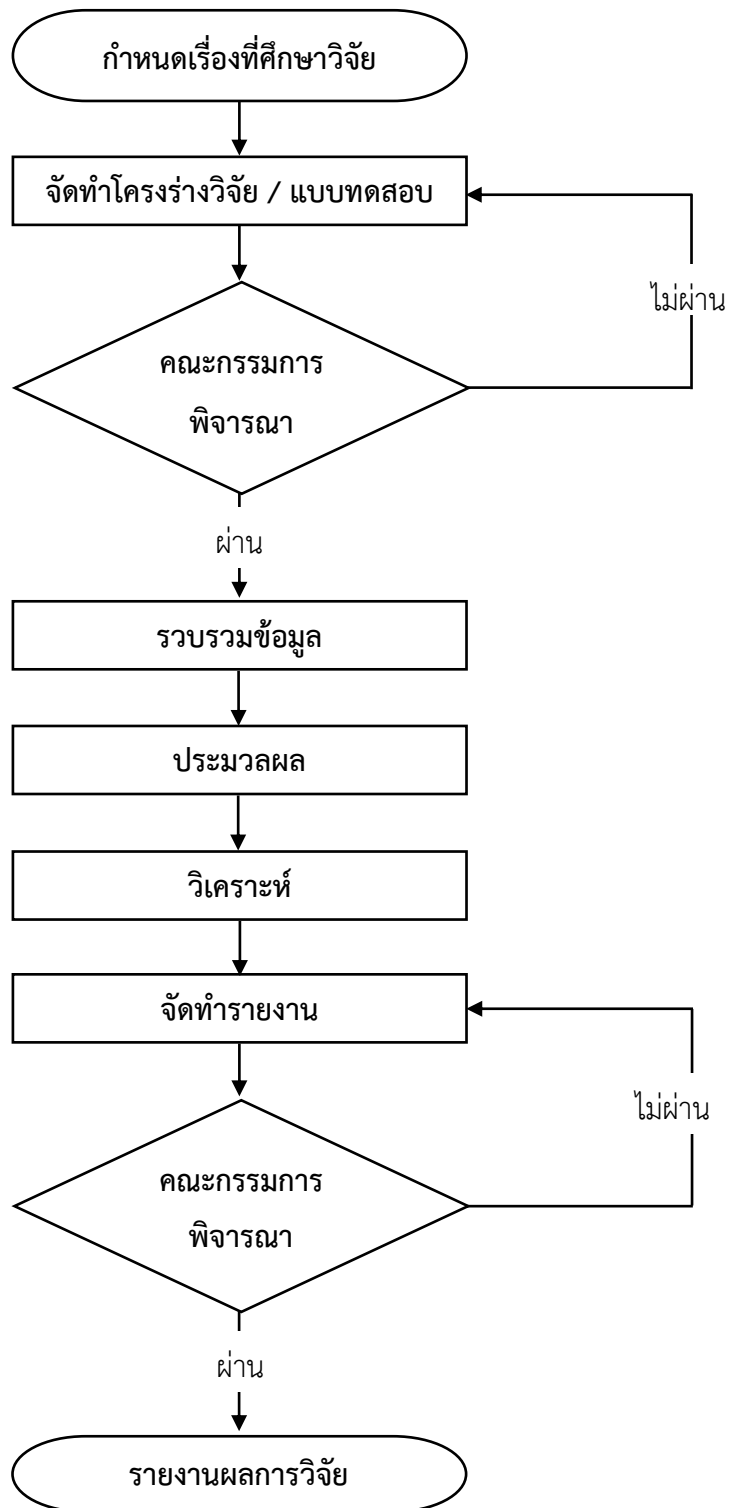 กำหนดเรื่องที่ศึกษาวิจัย
จัดทำโครงร่างวิจัย / แบบทดสอบ
ไม่ผ่าน
คณะกรรมการ
พิจารณา
ผ่าน
รวบรวมข้อมูล
ประมวลผล
วิเคราะห์
จัดทำรายงาน
ไม่ผ่าน
คณะกรรมการ
พิจารณา
ผ่าน
รายงานผลการวิจัย